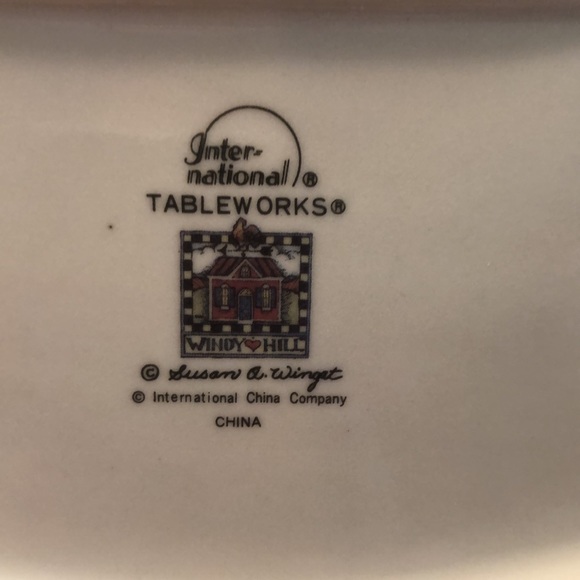 Inter-
national ®
TABLEWORKS®
WINDY HILL
© Susan A. Winget
© International China Company
CHINA